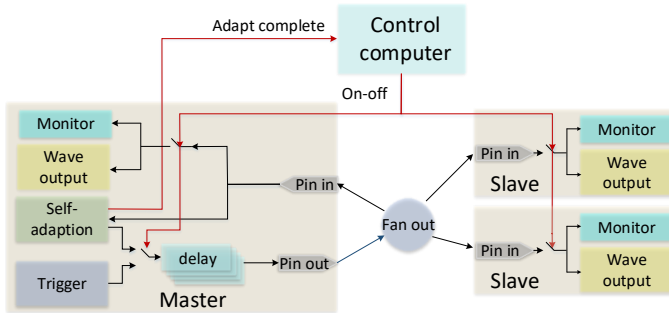 Adapt complete
Control
computer
On-off
Monitor
Wave
output
Self-
adaption
Trigger
delay
Master
Pin in
Pin out
Fan out
Pin in
Slave
Monitor
Wave
output
Pin in
Slave
Monitor
Wave
output